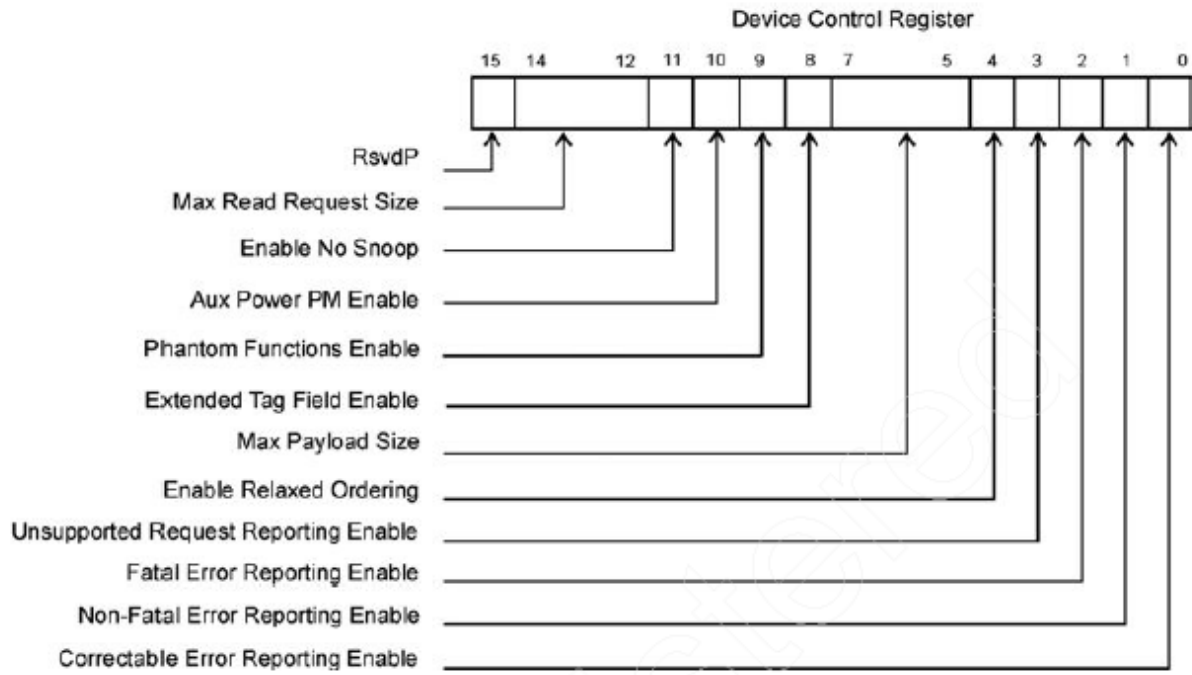 Device Control Register
15 14 12 11 10 9 8 7 5 4 3 2 1 0
RsvdP
Max Read Request Size
Enable No Snoop
Aux Power PM Enable
Phantom Functions Enable
Extended Tag Field Enable
Max Payload Size
Enable Relaxed Ordering
Unsupported Request Reporting Enable
Fatal Error Reporting Enable
Non-Fatal Error Reporting Enable
Correctable Error Reporting Enable